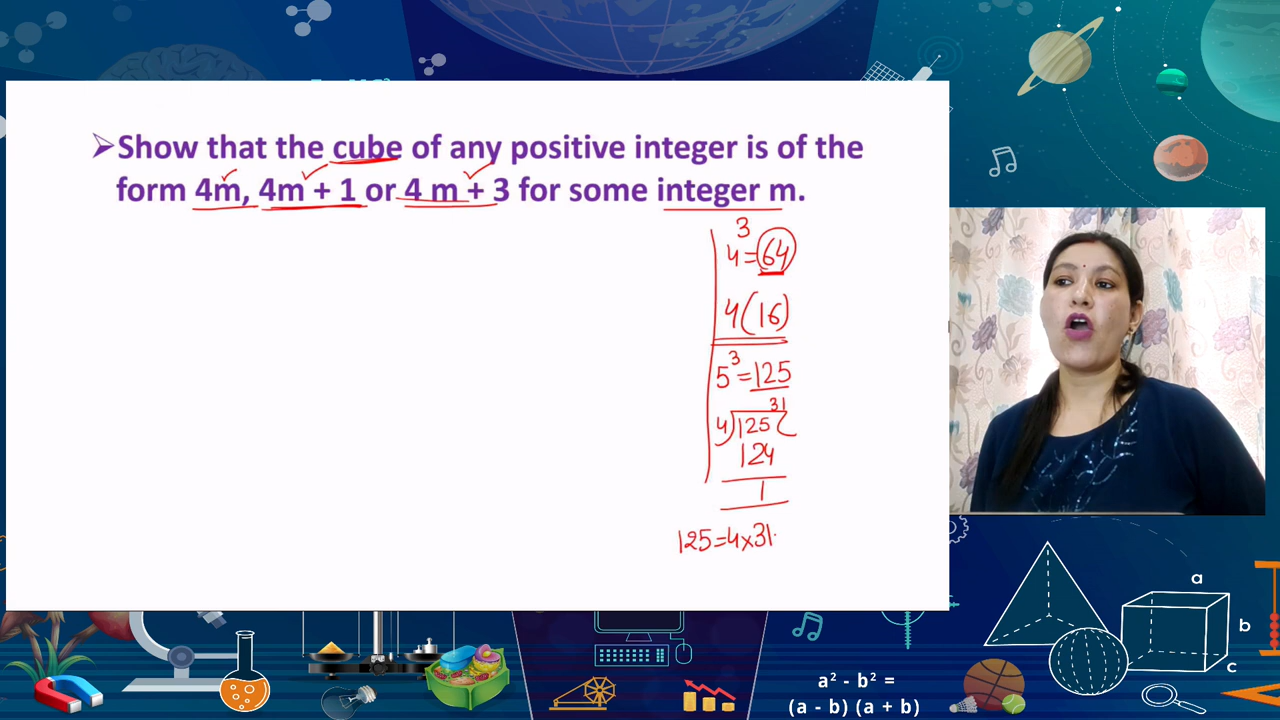 ➢Show that the cube of any positive integer is of the
form 4m, 4m + 1 or 4 m + 3 for some integer m.
4³=64
4(16)
5³=125
31
4)125(
124
1
125=4×31
a
b
c
a² - b² =
(a - b) (a + b)